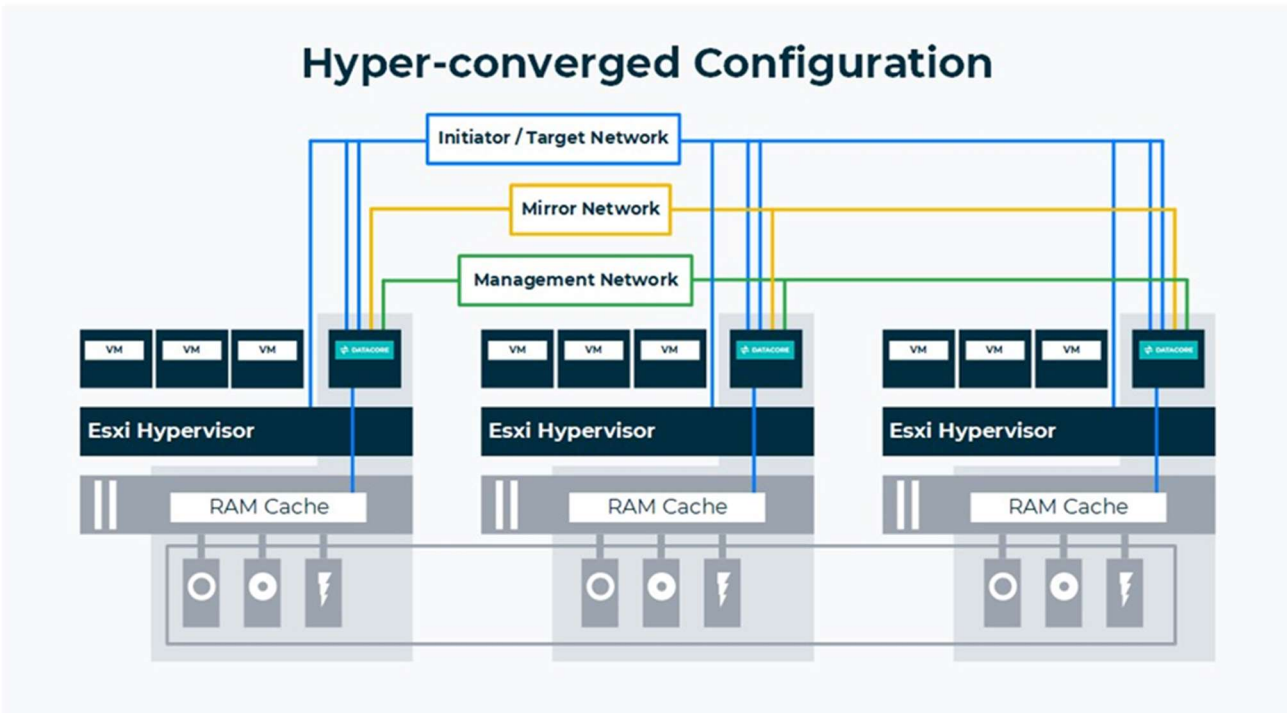 Hyper-converged Configuration
Initiator / Target Network
Mirror Network
Management Network
VM VM VM DATACORE VM VM VM DATACORE VM VM VM DATACORE
Esxi Hypervisor Esxi Hypervisor Esxi Hypervisor
RAM Cache RAM Cache RAM Cache